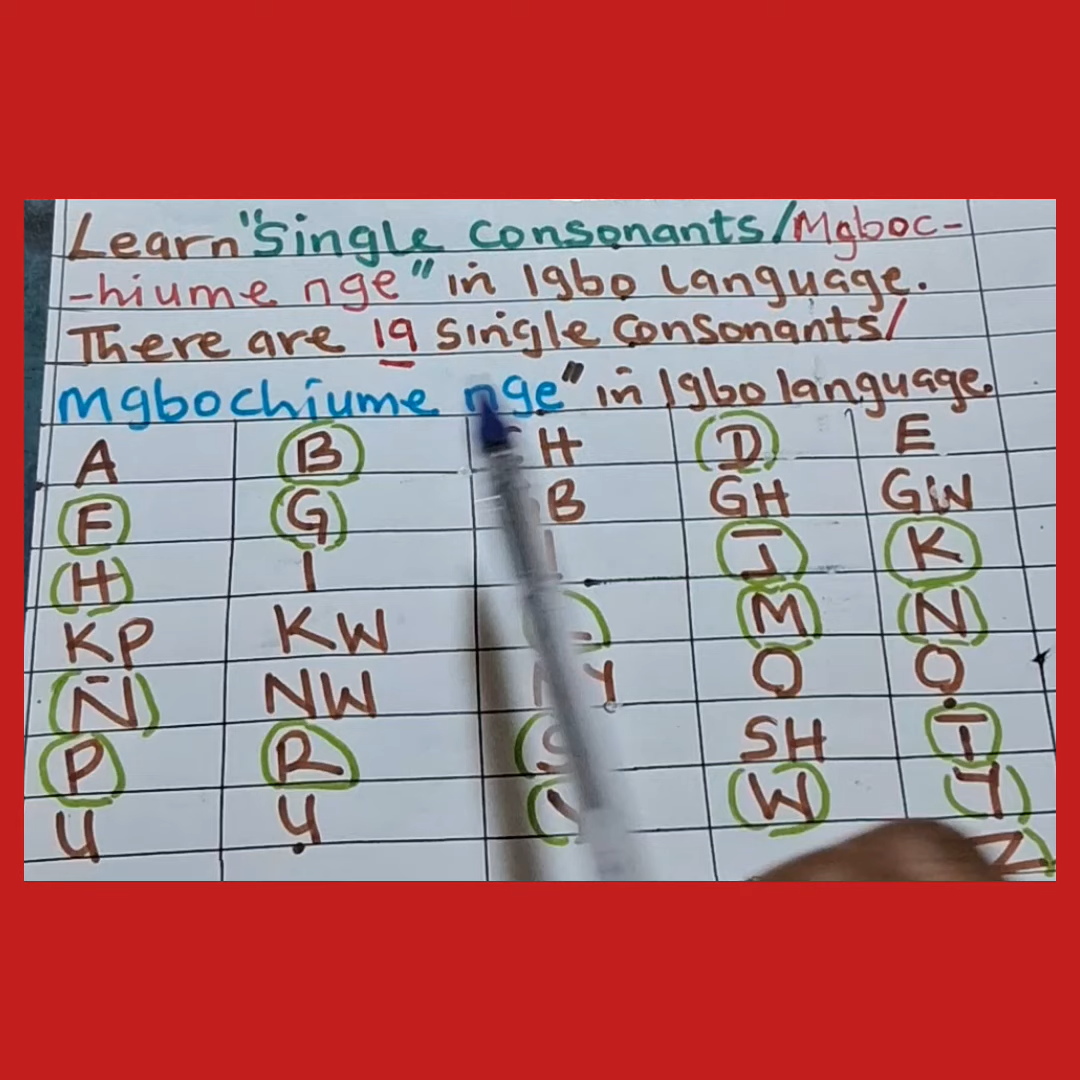 Learn "Single Consonants/Mgboc-
-hiume nge" in Igbo Language.
There are 19 Single Consonants/
Mgbochiume nge" in Igbo language.
A B H D E
F G B GH GW
H I J K
KP KW M N
Ñ NW Y O Ọ
P R S SH T
U Ụ W Y
Z